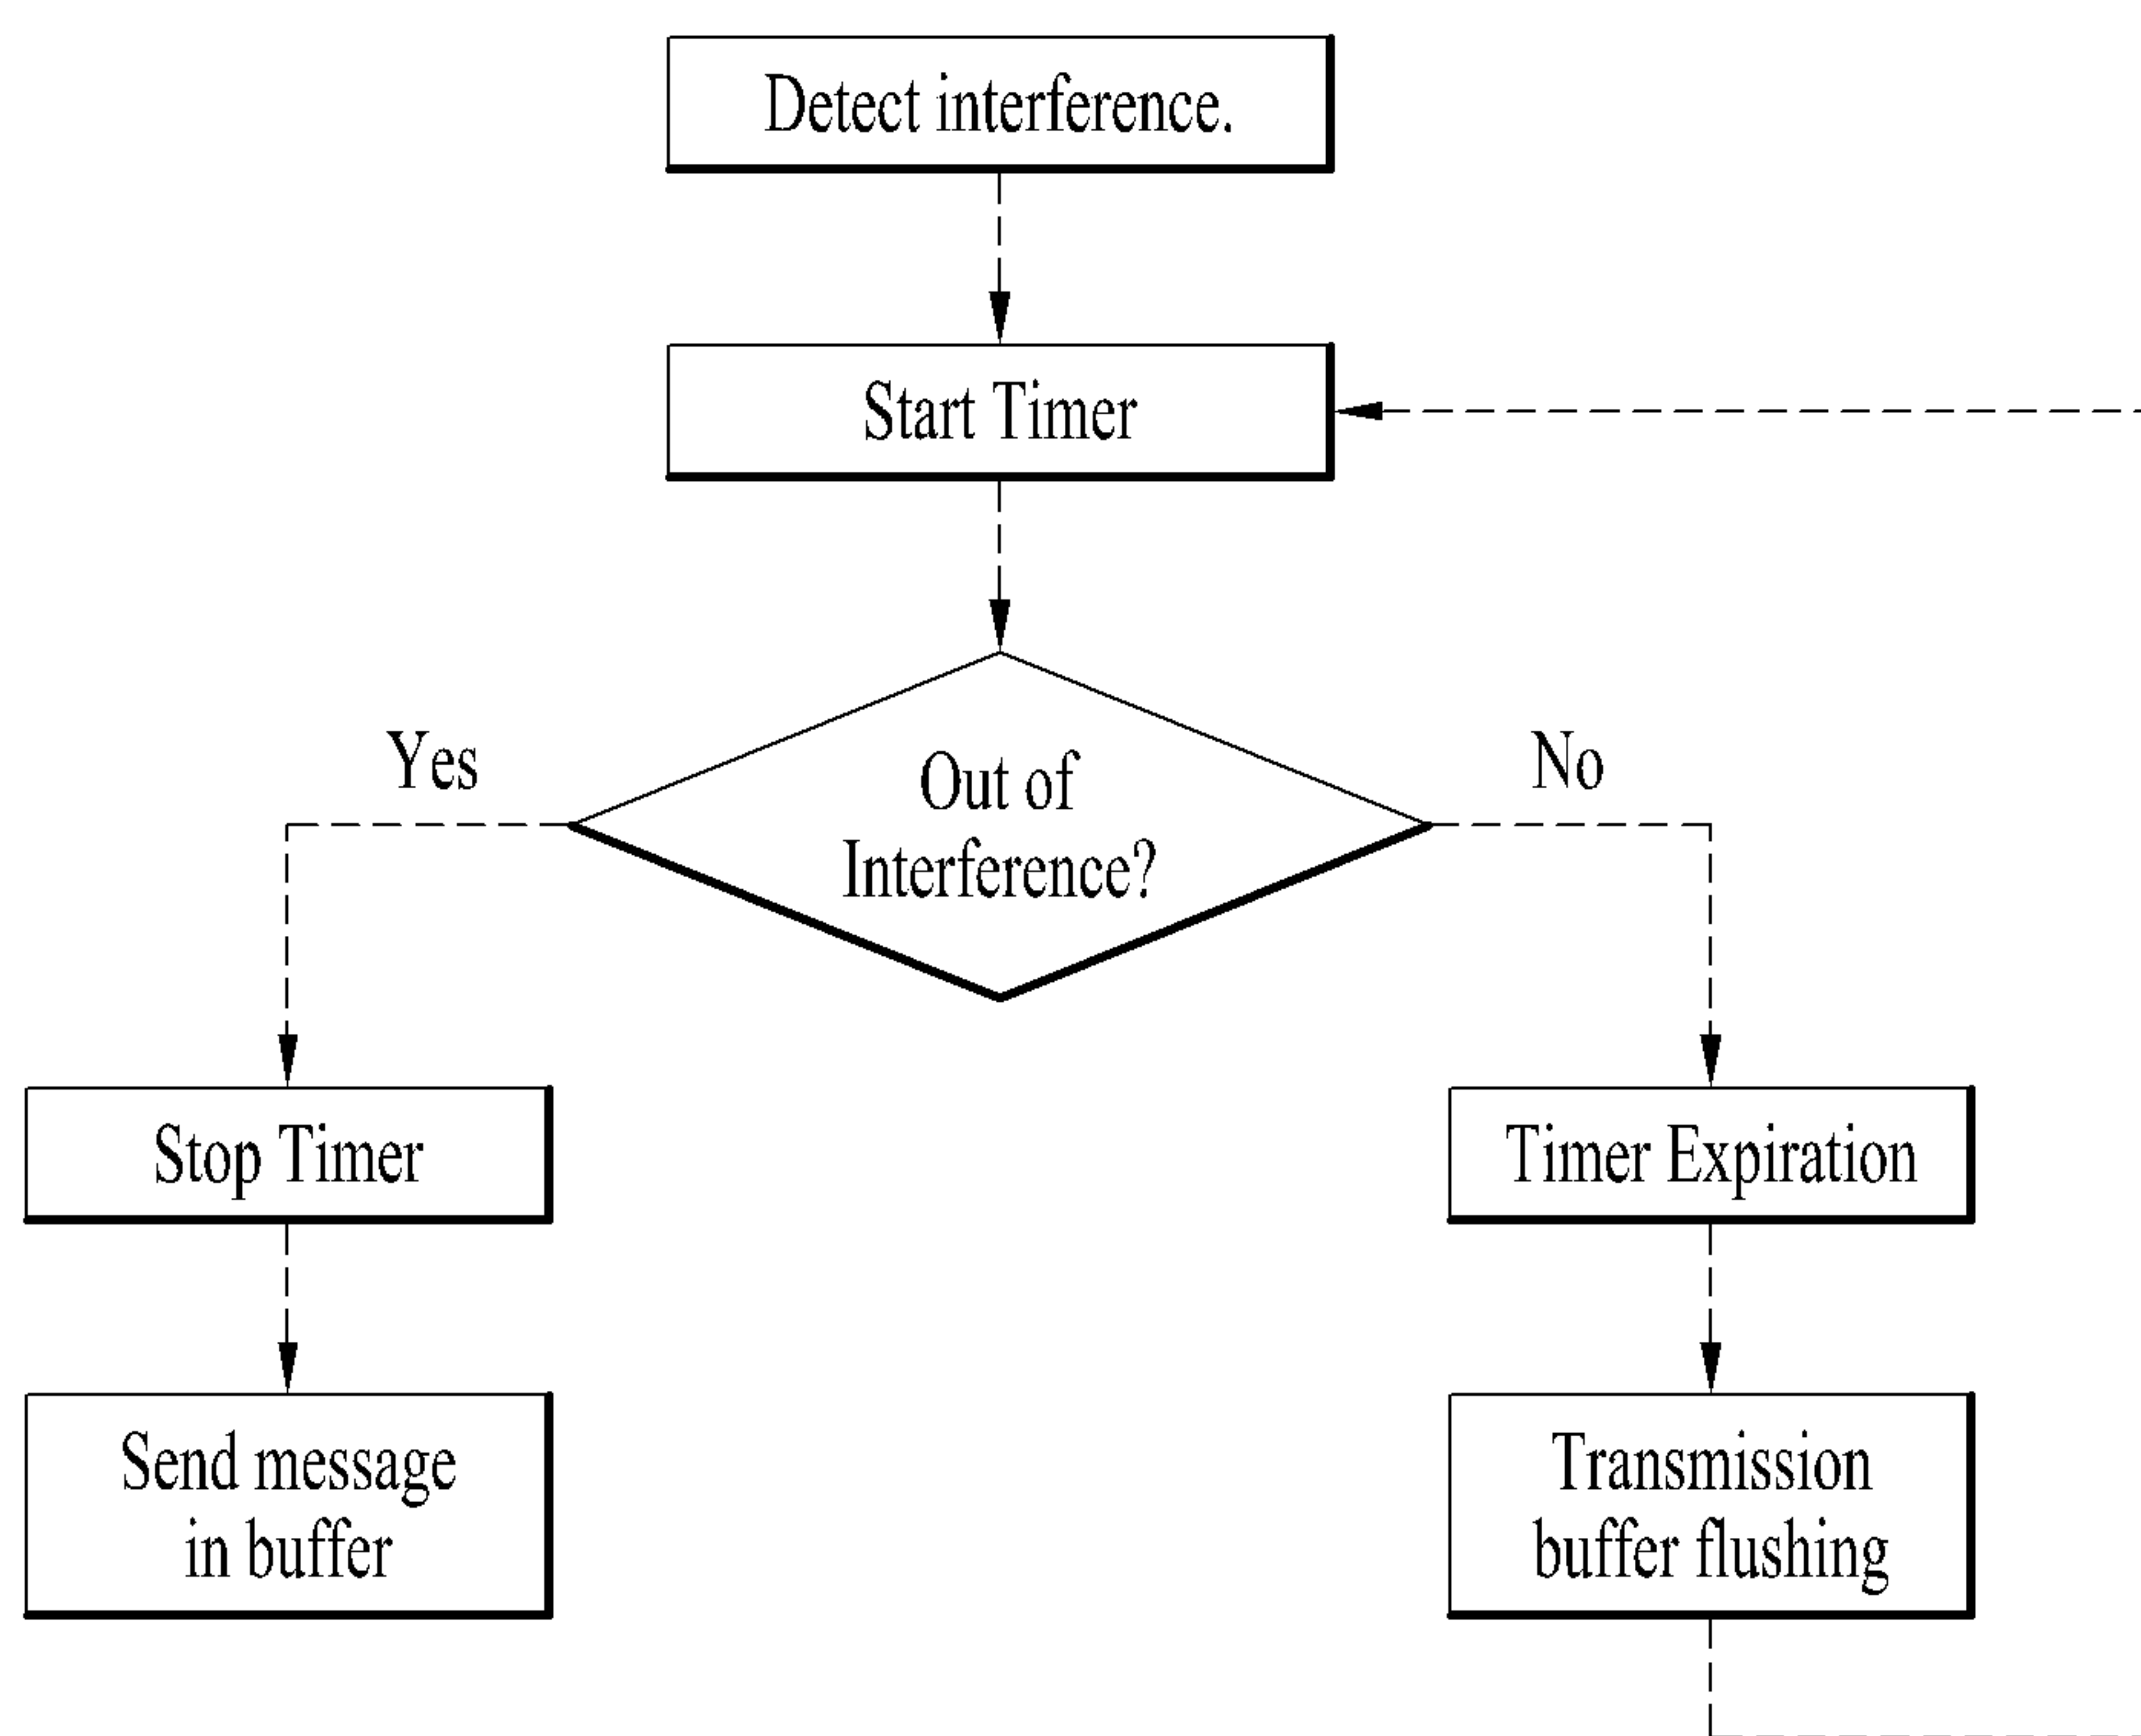 Detect interference.
Start Timer
Yes
No
Out of
Interference?
Stop Timer
Timer Expiration
Send message
in buffer
Transmission
buffer flushing